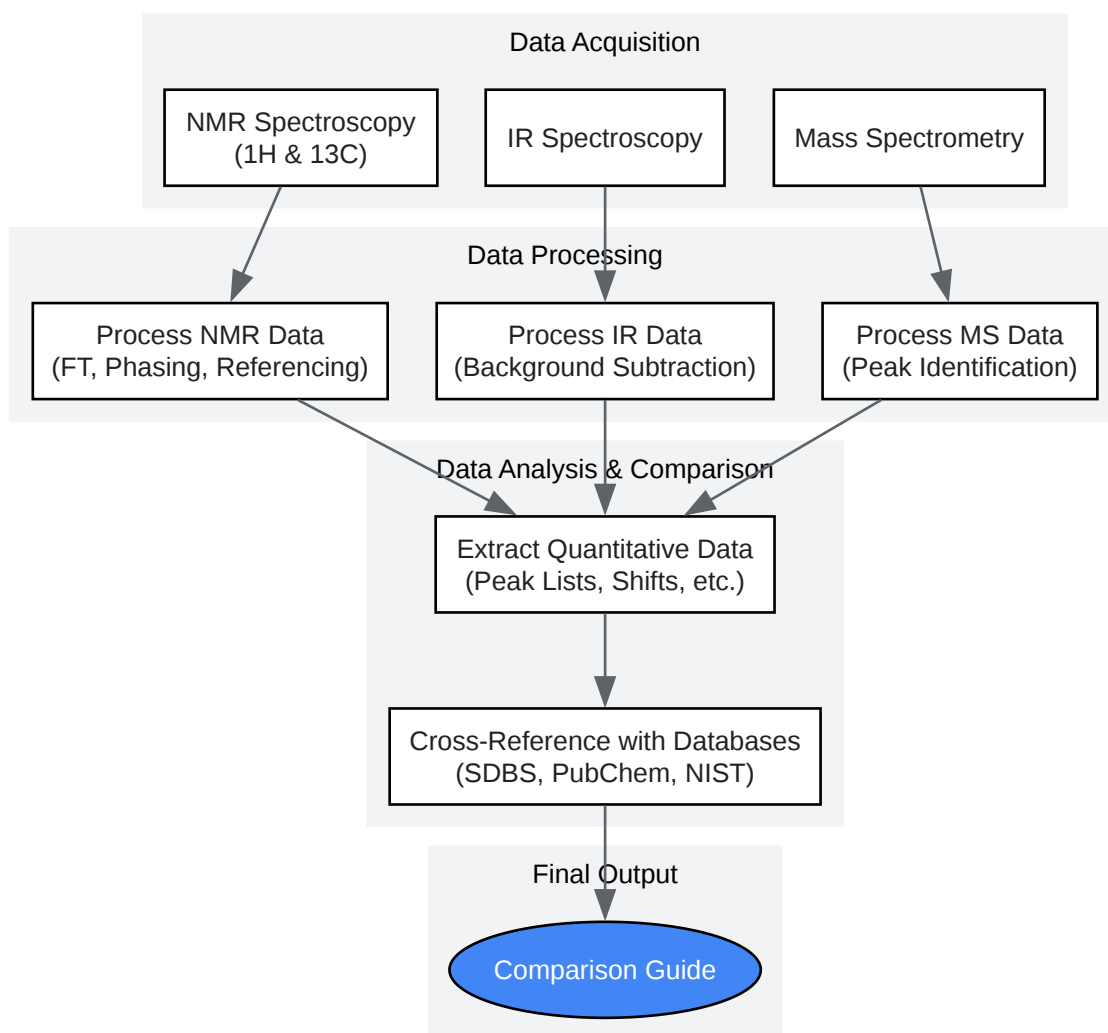 Data Acquisition
NMR Spectroscopy
(1H & 13C)
IR Spectroscopy
Mass Spectrometry
Data Processing
Process NMR Data
(FT, Phasing, Referencing)
Process IR Data
(Background Subtraction)
Process MS Data
(Peak Identification)
Data Analysis & Comparison
Extract Quantitative Data
(Peak Lists, Shifts, etc.)
Cross-Reference with Databases
(SDBS, PubChem, NIST)
Final Output
Comparison Guide